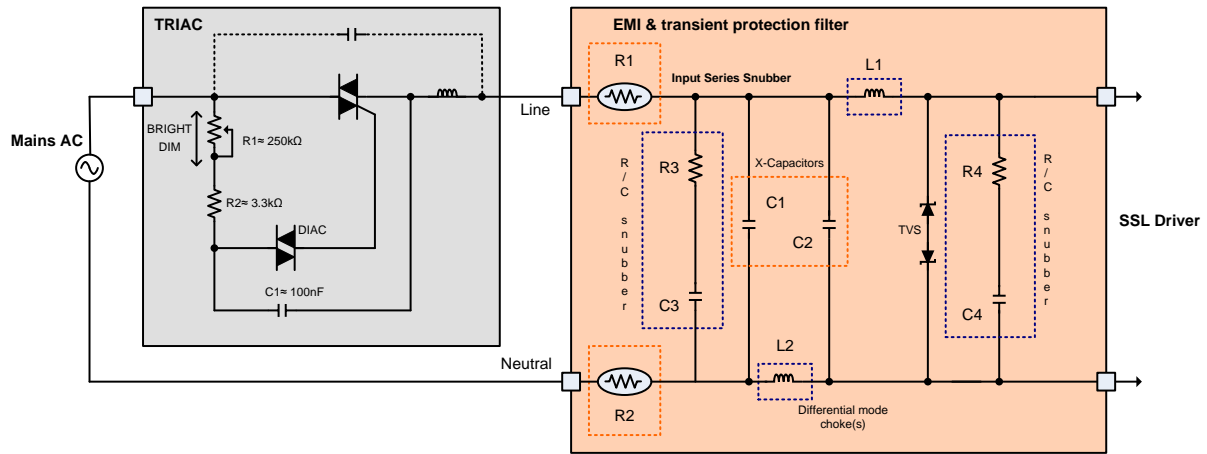 TRIAC
EMI & transient protection filter
R1
Input Series Snubber
L1
Line
Mains AC
BRIGHT
DIM
R1≈ 250kΩ
R2≈ 3.3kΩ
DIAC
C1≈ 100nF
R/C snubber
R3
C3
X-Capacitors
C1
C2
TVS
R4
C4
R/C snubber
SSL Driver
Neutral
R2
L2
Differential mode
choke(s)